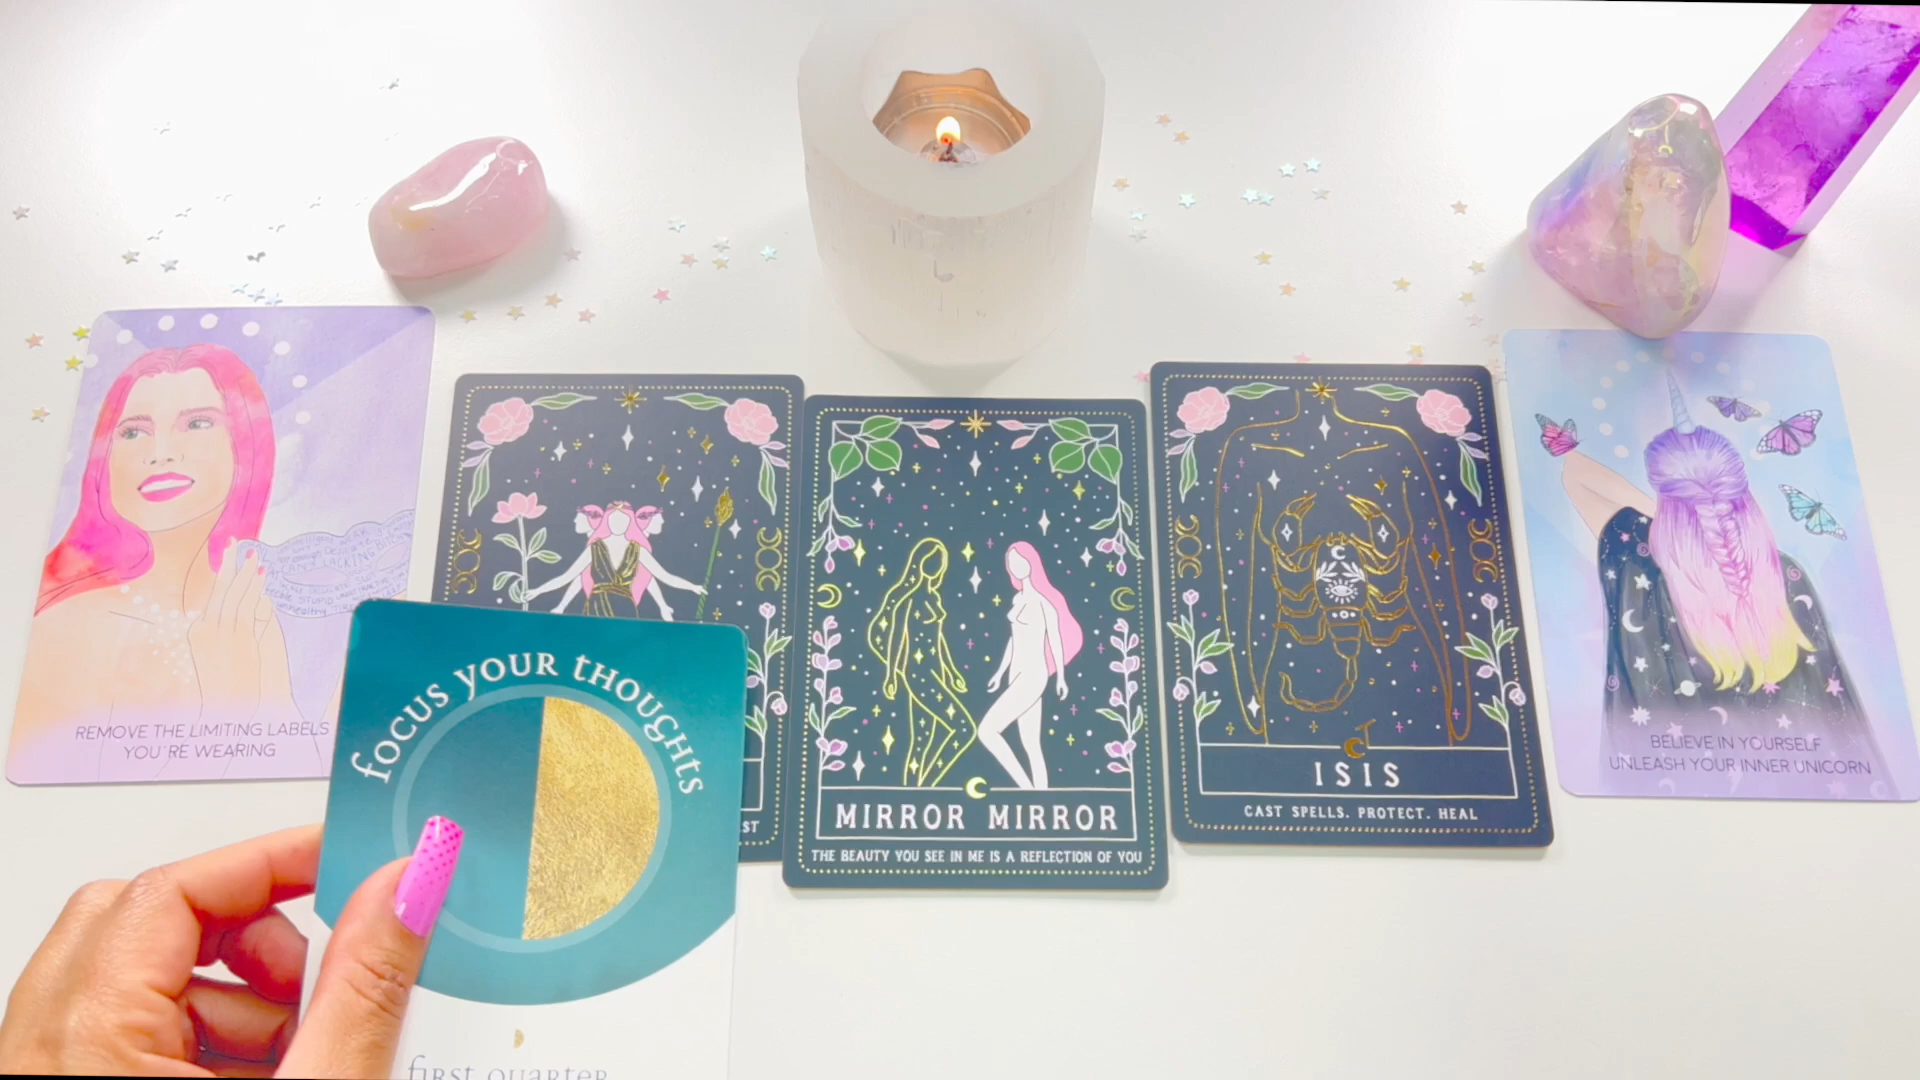 REMOVE THE LIMITING LABELS
YOU'RE WEARING
focus your thoughts
first quarter
ST
MIRROR MIRROR
THE BEAUTY YOU SEE IN ME IS A REFLECTION OF YOU
ISIS
CAST SPELLS. PROTECT. HEAL
BELIEVE IN YOURSELF
UNLEASH YOUR INNER UNICORN